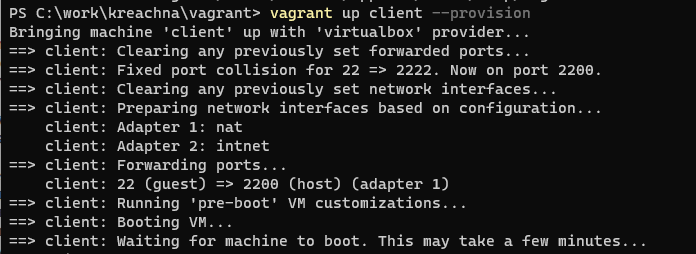 PS C:\work\kreachna\vagrant> vagrant up client --provision
Bringing machine 'client' up with 'virtualbox' provider...
==> client: Clearing any previously set forwarded ports...
==> client: Fixed port collision for 22 => 2222. Now on port 2200.
==> client: Clearing any previously set network interfaces...
==> client: Preparing network interfaces based on configuration...
    client: Adapter 1: nat
    client: Adapter 2: intnet
==> client: Forwarding ports...
    client: 22 (guest) => 2200 (host) (adapter 1)
==> client: Running 'pre-boot' VM customizations...
==> client: Booting VM...
==> client: Waiting for machine to boot. This may take a few minutes...